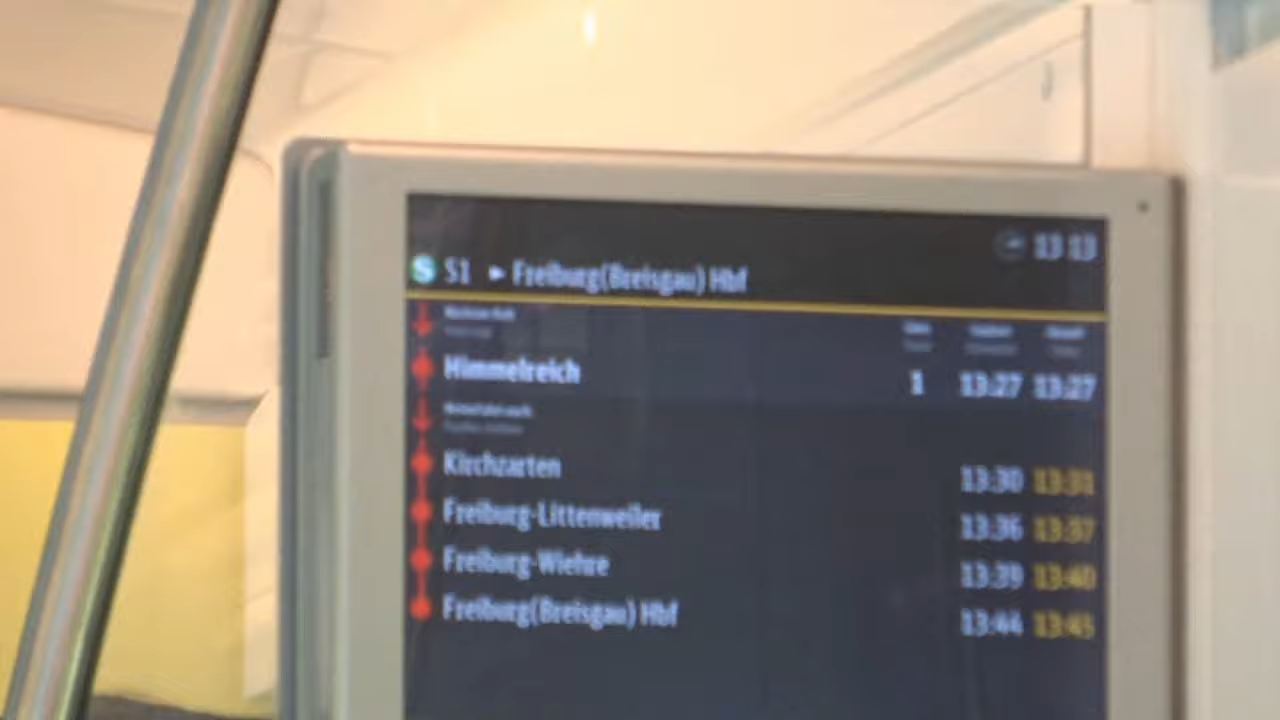 13 13
S S1 ► Freiburg(Breisgau) Hbf
Himmelreich 1 13:27 13:27
Kirchzarten 13:30 13:31
Freiburg-Littenweiler 13:36 13:37
Freiburg-Wiehre 13:39 13:40
Freiburg(Breisgau) Hbf 13:44 13:45